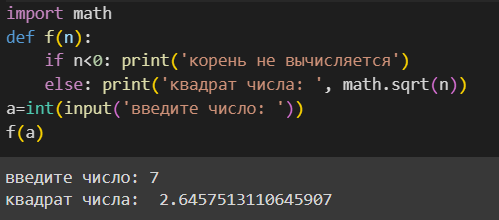 import math
def f(n):
    if n<0: print('корень не вычисляется')
    else: print('квадрат числа: ', math.sqrt(n))
a=int(input('введите число: '))
f(a)
введите число: 7
квадрат числа:  2.6457513110645907